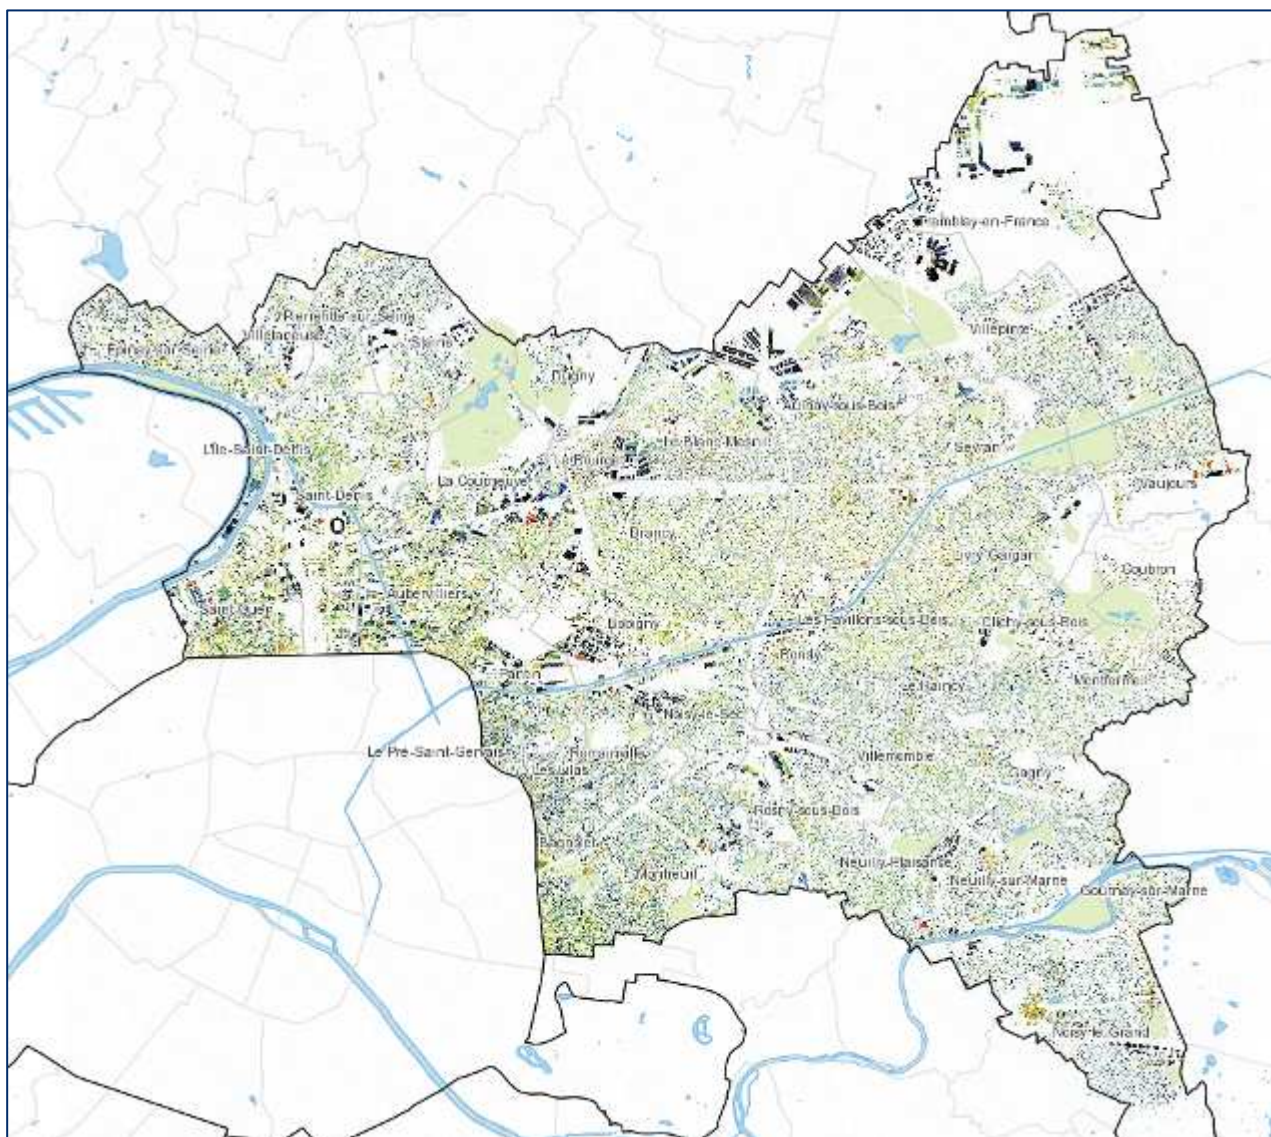 Tremblay-en-France
Villepinte
Pierrefitte-sur-Seine
Villetaneuse
Stains
Épinay-sur-Seine
Dugny
Aulnay-sous-Bois
Le Blanc-Mesnil
Sevran
L'Île-Saint-Denis
Le Bourget
La Courneuve
Vaujours
Saint-Denis
Drancy
Livry-Gargan
Coubron
Aubervilliers
Saint-Ouen
Bobigny
Les Pavillons-sous-Bois
Clichy-sous-Bois
Bondy
Pantin
Montfermeil
Le Raincy
Noisy-le-Sec
Le Pré-Saint-Gervais
Romainville
Villemomble
Les Lilas
Gagny
Rosny-sous-Bois
Bagnolet
Neuilly-Plaisance
Montreuil
Neuilly-sur-Marne
Gournay-sur-Marne
Noisy-le-Grand